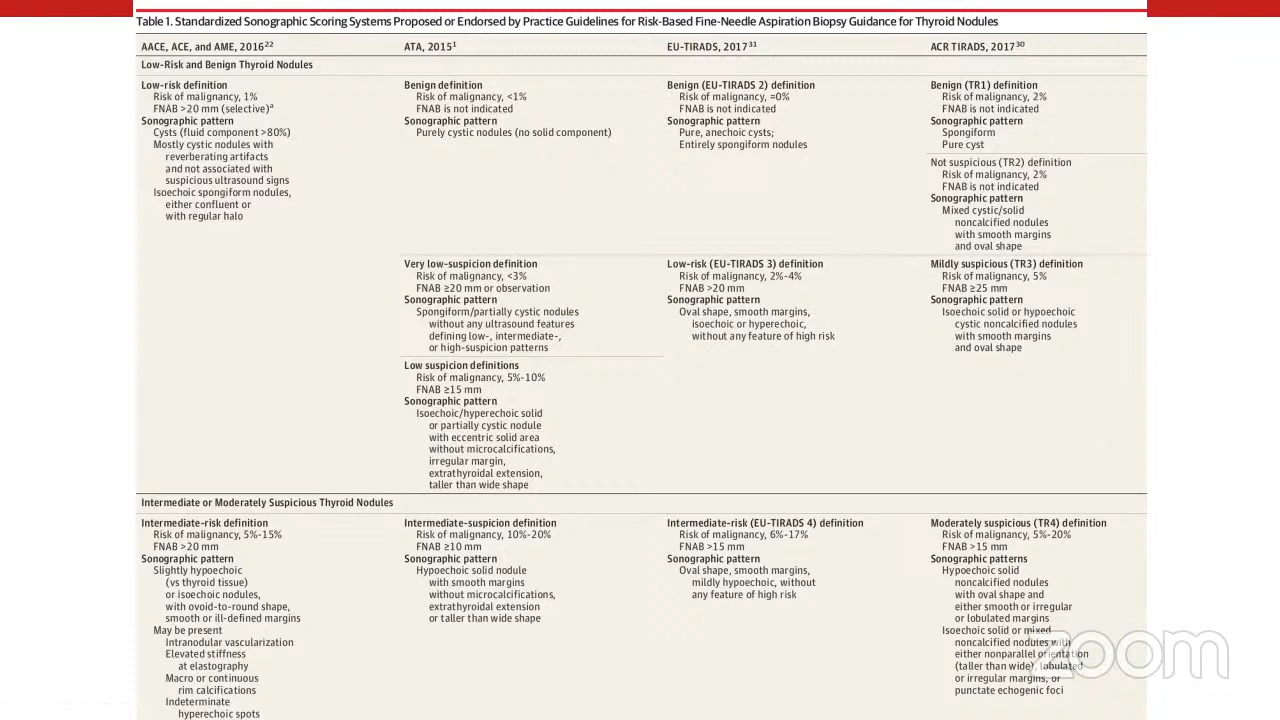 Table 1. Standardized Sonographic Scoring Systems Proposed or Endorsed by Practice Guidelines for Risk-Based Fine-Needle Aspiration Biopsy Guidance for Thyroid Nodules
AACE, ACE, and AME, 2016²² ATA, 2015¹ EU-TIRADS, 2017³¹ ACR TIRADS, 2017³⁰
Low-Risk and Benign Thyroid Nodules
Low-risk definition
Risk of malignancy, 1%
FNAB >20 mm (selective)ᵃ
Sonographic pattern
Cysts (fluid component >80%)
Mostly cystic nodules with
reverberating artifacts
and not associated with
suspicious ultrasound signs
Isoechoic spongiform nodules,
either confluent or
with regular halo
Benign definition
Risk of malignancy, <1%
FNAB is not indicated
Sonographic pattern
Purely cystic nodules (no solid component)
Benign (EU-TIRADS 2) definition
Risk of malignancy, ≈0%
FNAB is not indicated
Sonographic pattern
Pure, anechoic cysts;
Entirely spongiform nodules
Benign (TR1) definition
Risk of malignancy, 2%
FNAB is not indicated
Sonographic pattern
Spongiform
Pure cyst
Not suspicious (TR2) definition
Risk of malignancy, 2%
FNAB is not indicated
Sonographic pattern
Mixed cystic/solid
noncalcified nodules
with smooth margins
and oval shape
Very low-suspicion definition
Risk of malignancy, <3%
FNAB ≥20 mm or observation
Sonographic pattern
Spongiform/partially cystic nodules
without any ultrasound features
defining low-, intermediate-,
or high-suspicion patterns
Low-risk (EU-TIRADS 3) definition
Risk of malignancy, 2%-4%
FNAB >20 mm
Sonographic pattern
Oval shape, smooth margins,
isoechoic or hyperechoic,
without any feature of high risk
Mildly suspicious (TR3) definition
Risk of malignancy, 5%
FNAB ≥25 mm
Sonographic pattern
Isoechoic solid or hypoechoic
cystic noncalcified nodules
with smooth margins
and oval shape
Low suspicion definitions
Risk of malignancy, 5%-10%
FNAB ≥15 mm
Sonographic pattern
Isoechoic/hyperechoic solid
or partially cystic nodule
with eccentric solid area
without microcalcifications,
irregular margin,
extrathyroidal extension,
taller than wide shape
Intermediate or Moderately Suspicious Thyroid Nodules
Intermediate-risk definition
Risk of malignancy, 5%-15%
FNAB >20 mm
Sonographic pattern
Slightly hypoechoic
(vs thyroid tissue)
or isoechoic nodules,
with ovoid-to-round shape,
smooth or ill-defined margins
May be present
Intranodular vascularization
Elevated stiffness
at elastography
Macro or continuous
rim calcifications
Indeterminate
hyperechoic spots
Intermediate-suspicion definition
Risk of malignancy, 10%-20%
FNAB ≥10 mm
Sonographic pattern
Hypoechoic solid nodule
with smooth margins
without microcalcifications,
extrathyroidal extension
or taller than wide shape
Intermediate-risk (EU-TIRADS 4) definition
Risk of malignancy, 6%-17%
FNAB >15 mm
Sonographic pattern
Oval shape, smooth margins,
mildly hypoechoic, without
any feature of high risk
Moderately suspicious (TR4) definition
Risk of malignancy, 5%-20%
FNAB >15 mm
Sonographic patterns
Hypoechoic solid
noncalcified nodules
with oval shape and
either smooth or irregular
or lobulated margins
Isoechoic solid or mixed
noncalcified nodules with
either nonparallel orientation
(taller than wide), lobulated
or irregular margins, or
punctate echogenic foci
zoom